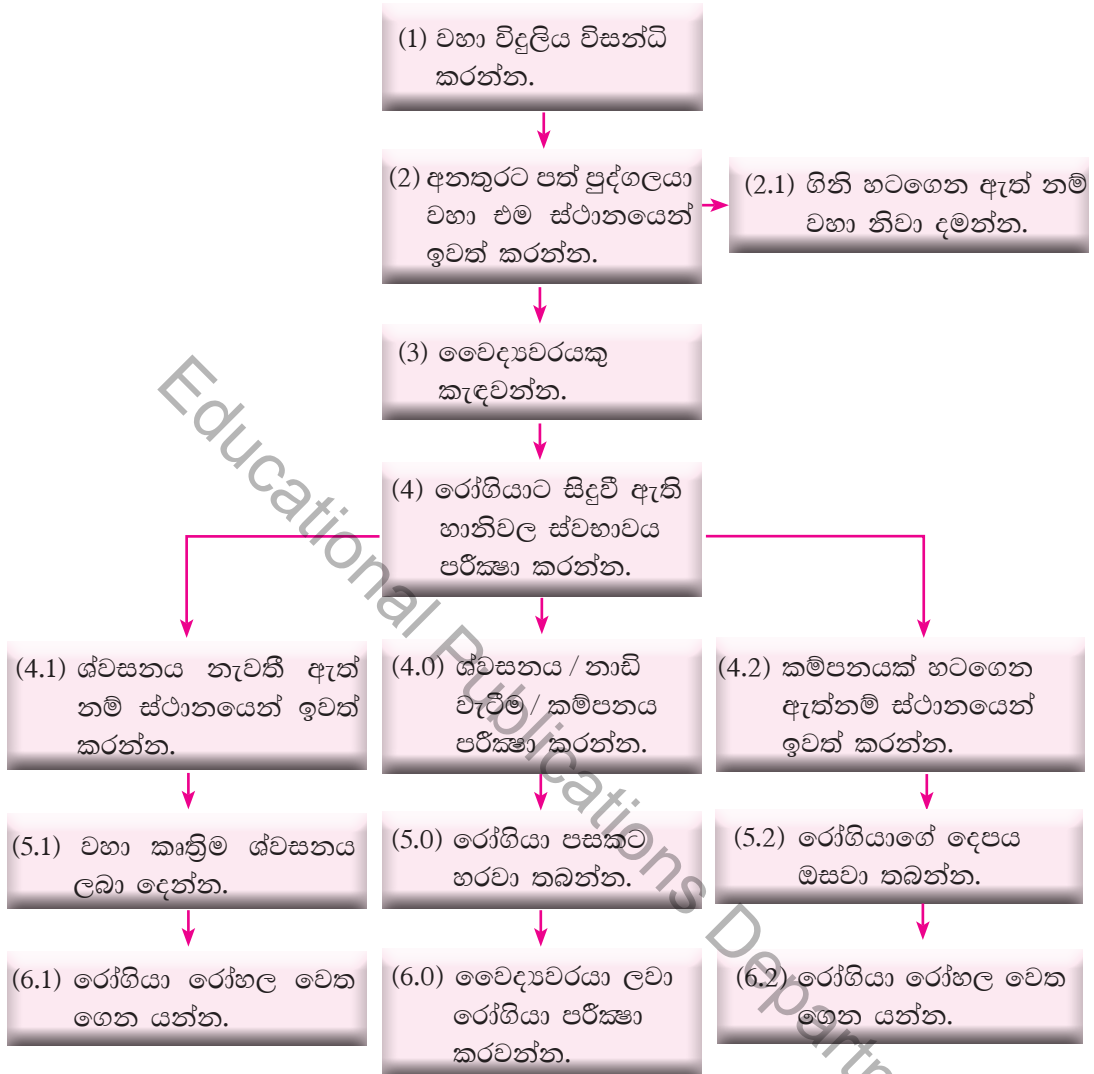 (1) වහා විදුලිය විසන්ධි
කරන්න.
(2) අනතුරට පත් පුද්ගලයා
වහා එම ස්ථානයෙන්
ඉවත් කරන්න.
(2.1) ගිනි හටගෙන ඇත් නම්
වහා නිවා දමන්න.
(3) වෛද්‍යවරයකු
කැඳවන්න.
(4) රෝගියාට සිදුවී ඇති
හානිවල ස්වභාවය
පරීක්‍ෂා කරන්න.
(4.1) ශ්වසනය නැවතී ඇත්
නම් ස්ථානයෙන් ඉවත්
කරන්න.
(4.0) ශ්වසනය / නාඩි
වැටීම / කම්පනය
පරීක්‍ෂා කරන්න.
(4.2) කම්පනයක් හටගෙන
ඇත්නම් ස්ථානයෙන්
ඉවත් කරන්න.
(5.1) වහා කෘත්‍රිම ශ්වසනය
ලබා දෙන්න.
(5.0) රෝගියා පසකට
හරවා තබන්න.
(5.2) රෝගියාගේ දෙපය
ඔසවා තබන්න.
(6.1) රෝගියා රෝහල වෙත
ගෙන යන්න.
(6.0) වෛද්‍යවරයා ලවා
රෝගියා පරීක්‍ෂා
කරවන්න.
(6.2) රෝගියා රෝහල වෙත
ගෙන යන්න.
Educational Publications Departm